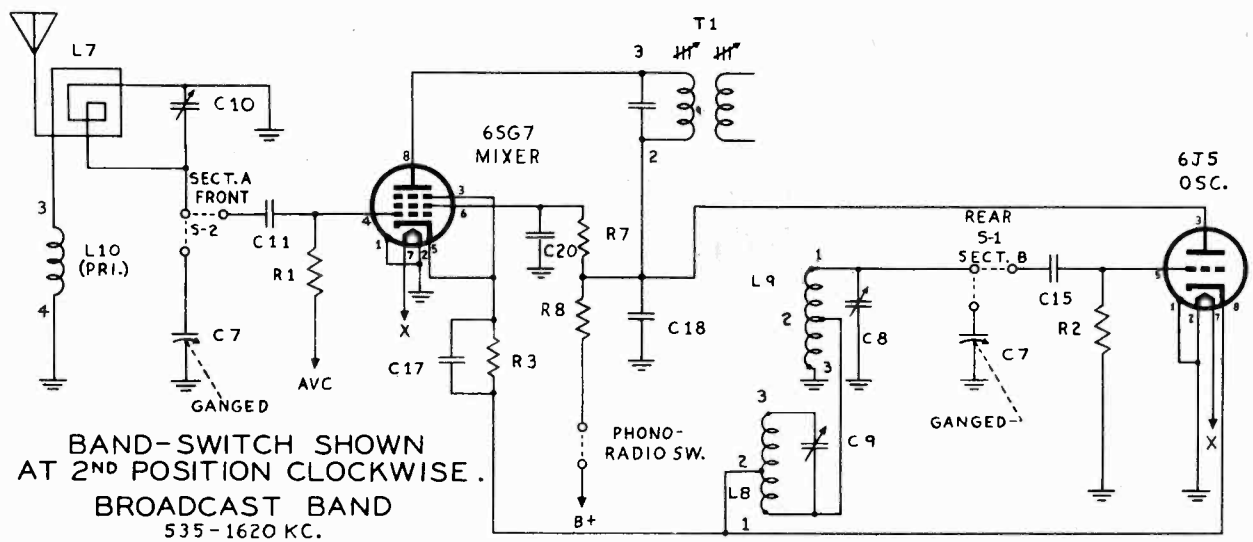 T1
L7
3
C10
6SG7
MIXER
8
2
6J5
OSC.
SECT. A
FRONT
3
6
3
S-2
4
C11
1
7
2
5
C20
R7
REAR
S-1
SECT. B
3
L10
(PRI.)
R1
1
L9
C15
5
4
R8
2
C8
R2
1
2
7
8
C7
X
C17
R3
C18
C7
3
AVC
GANGED
3
C9
GANGED
X
PHONO-
RADIO SW.
2
L8
1
B+
BAND-SWITCH SHOWN
AT 2ND POSITION CLOCKWISE.
BROADCAST BAND
535-1620 KC.